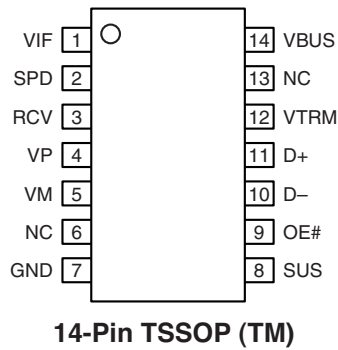 VIF 1 14 VBUS
SPD 2 13 NC
RCV 3 12 VTRM
VP 4 11 D+
VM 5 10 D–
NC 6 9 OE#
GND 7 8 SUS
14-Pin TSSOP (TM)